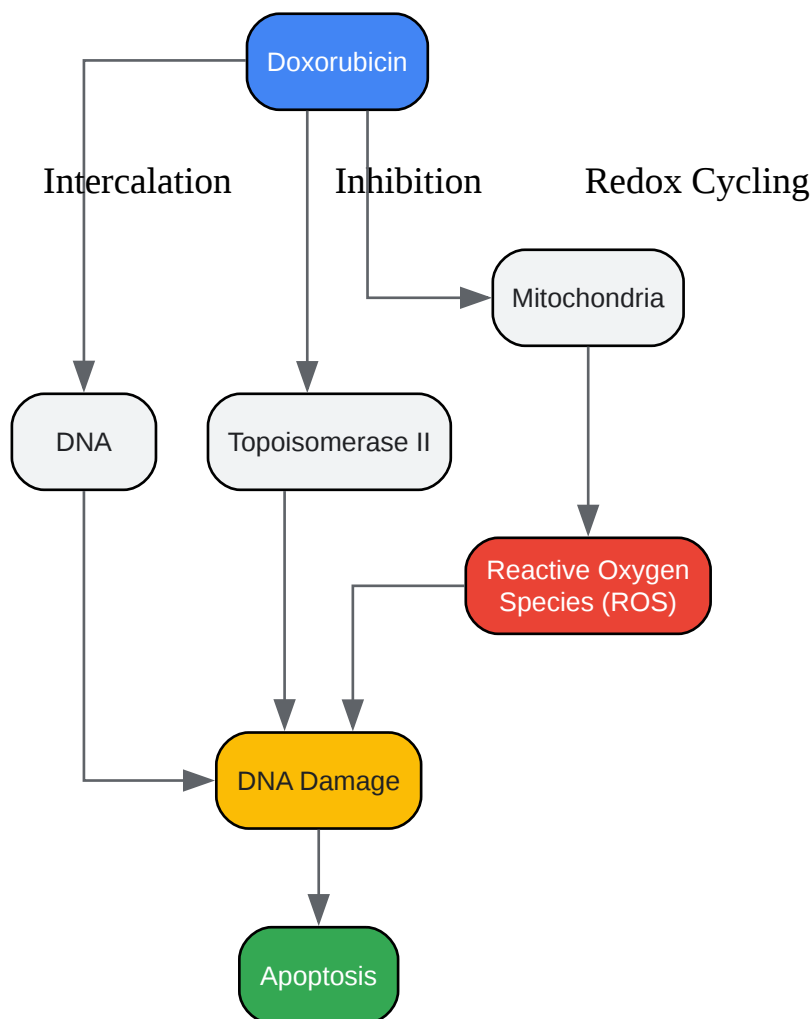 Doxorubicin
Intercalation
Inhibition
Redox Cycling
Mitochondria
DNA
Topoisomerase II
Reactive Oxygen
Species (ROS)
DNA Damage
Apoptosis